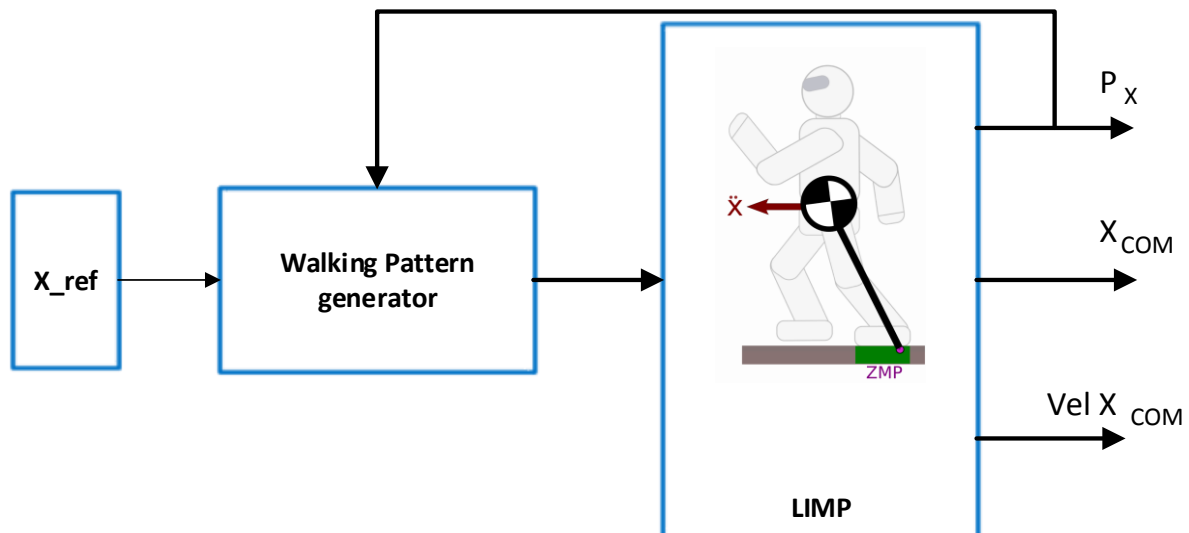 P X
X_ref
Walking Pattern
generator
ẍ
X COM
ZMP
Vel X COM
LIMP